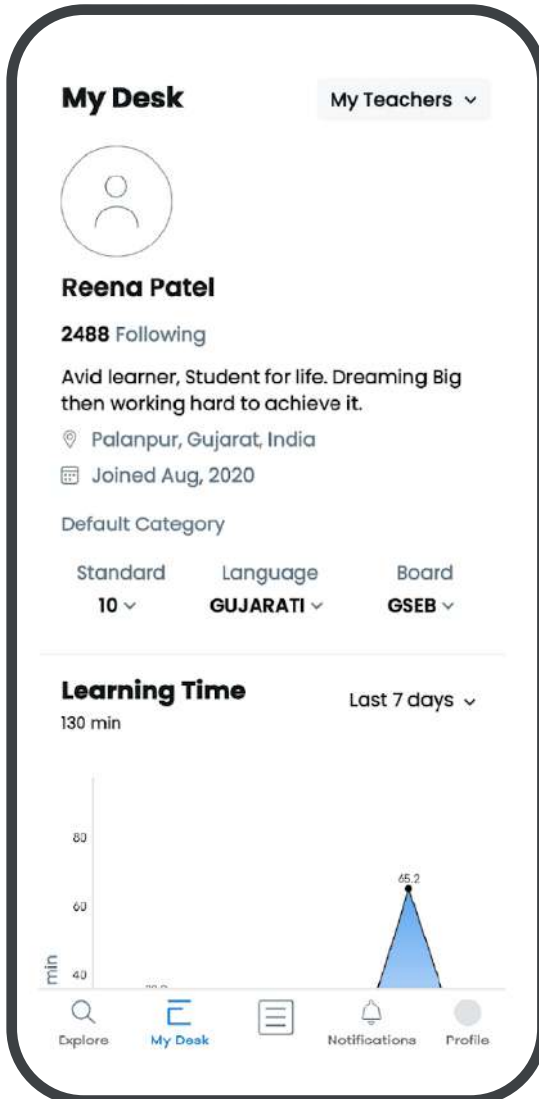 My Desk
My Teachers
Reena Patel
2488 Following
Avid learner, Student for life. Dreaming Big
then working hard to achieve it.
Palanpur, Gujarat, India
Joined Aug, 2020
Default Category
Standard Language Board
10 GUJARATI GSEB
Learning Time
Last 7 days
130 min
80
65.2
60
min
40
Explore My Desk Notifications Profile